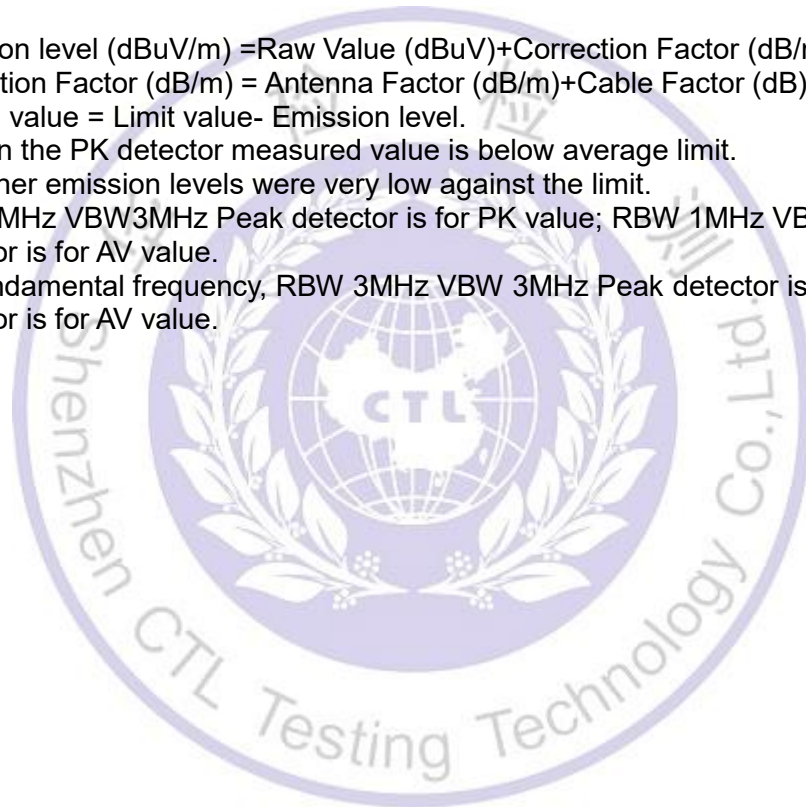 on level (dBuV/m) =Raw Value (dBuV)+Correction Factor (dB/
tion Factor (dB/m) = Antenna Factor (dB/m)+Cable Factor (dB)
value = Limit value- Emission level.
n the PK detector measured value is below average limit.
her emission levels were very low against the limit.
MHz VBW3MHz Peak detector is for PK value; RBW 1MHz VB
or is for AV value.
ndamental frequency, RBW 3MHz VBW 3MHz Peak detector is
or is for AV value.
检 测
CTL
Shenzhen CTL Testing Technology Co.,Ltd.